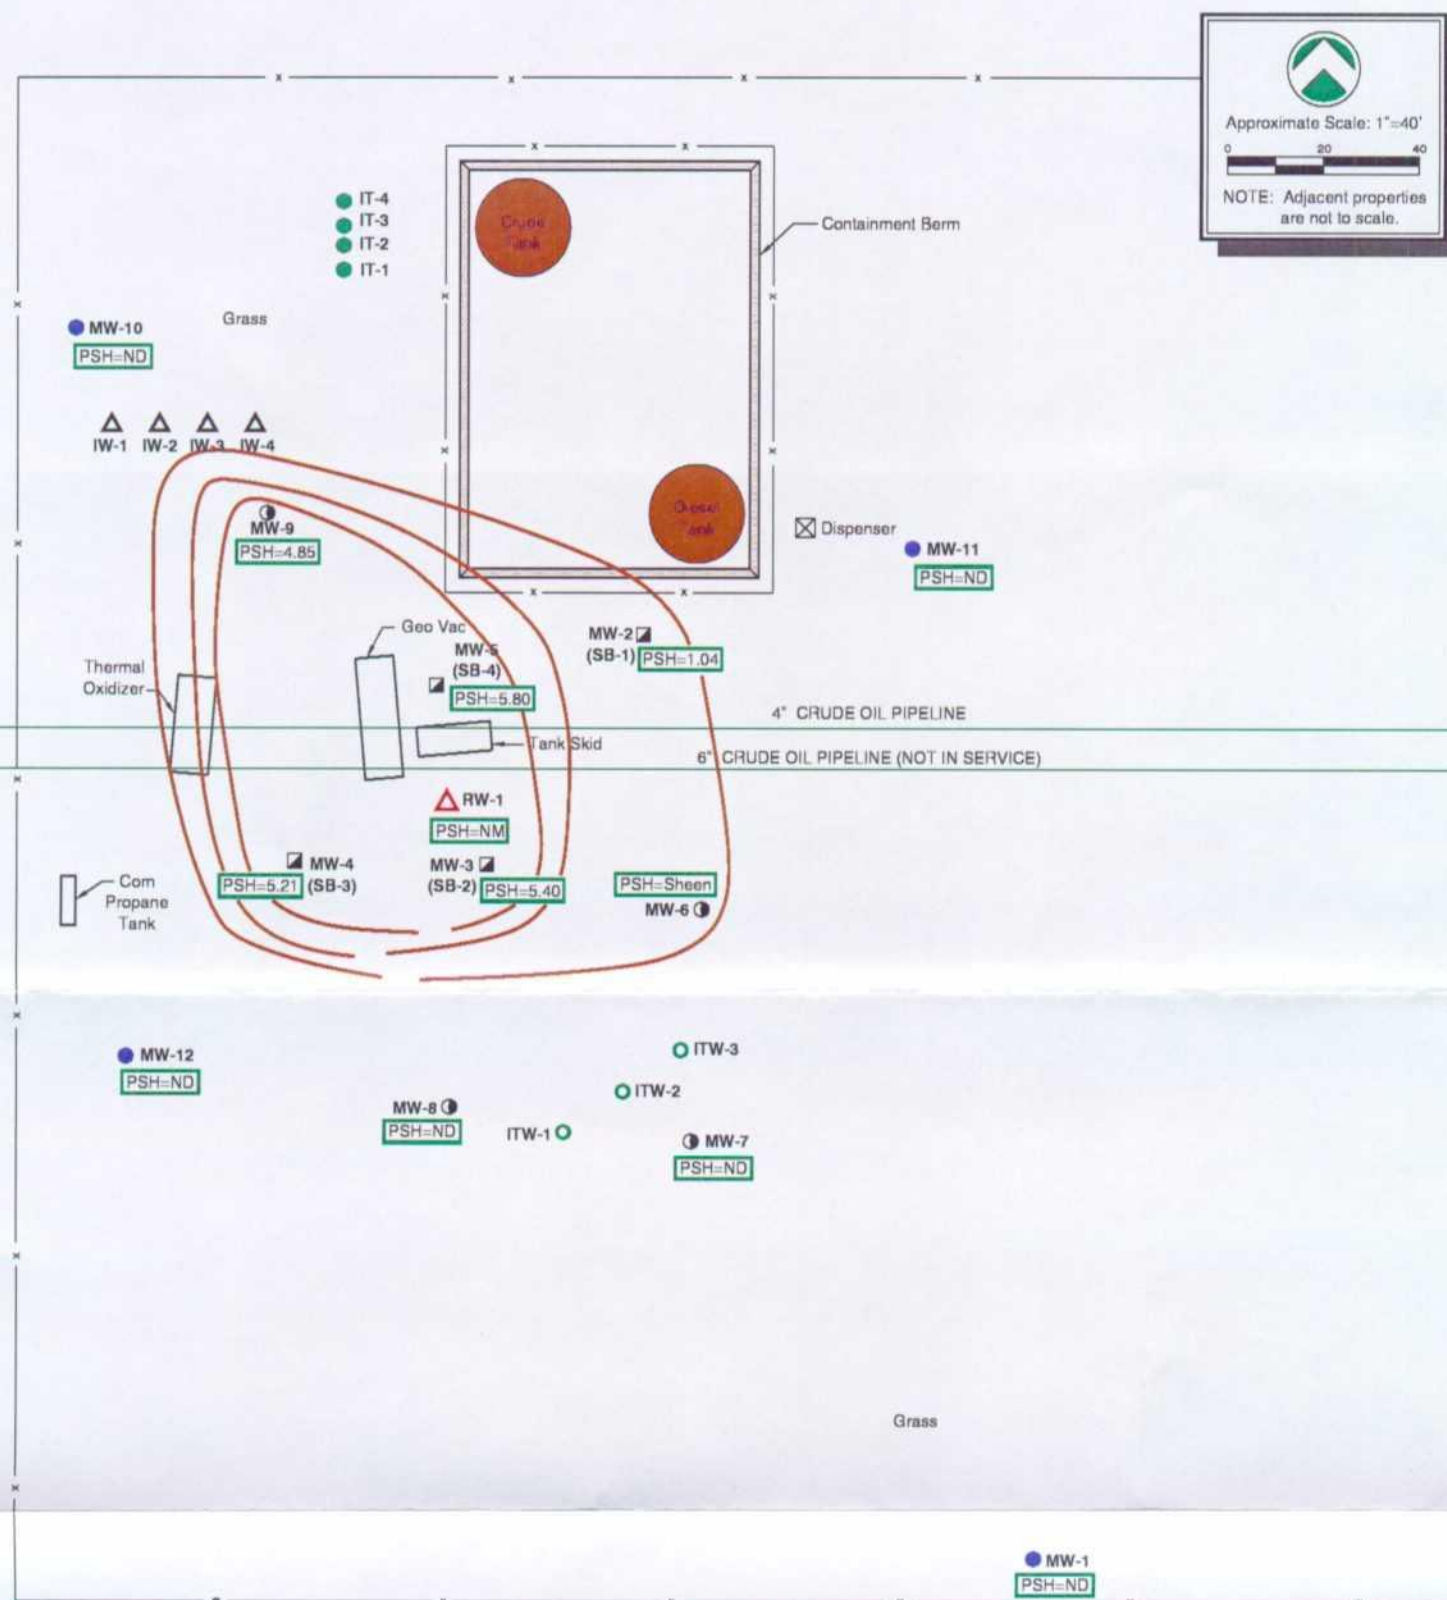 Approximate Scale: 1"=40'
0 20 40
NOTE: Adjacent properties
are not to scale.
IT-4
IT-3
IT-2
IT-1
Crude
Tank
Containment Berm
Grass
MW-10
PSH=ND
IW-1 IW-2 IW-3 IW-4
MW-9
PSH=4.85
Diesel
Tank
Dispenser
MW-11
PSH=ND
Geo Vac
MW-5
(SB-4)
PSH=5.80
MW-2
(SB-1)
PSH=1.04
Thermal
Oxidizer
4" CRUDE OIL PIPELINE
Tank Skid
6" CRUDE OIL PIPELINE (NOT IN SERVICE)
RW-1
PSH=NM
MW-4
(SB-3)
PSH=5.21
MW-3
(SB-2)
PSH=5.40
PSH=Sheen
MW-6
Com
Propane
Tank
MW-12
PSH=ND
ITW-3
ITW-2
MW-8
PSH=ND
ITW-1
MW-7
PSH=ND
Grass
MW-1
PSH=ND